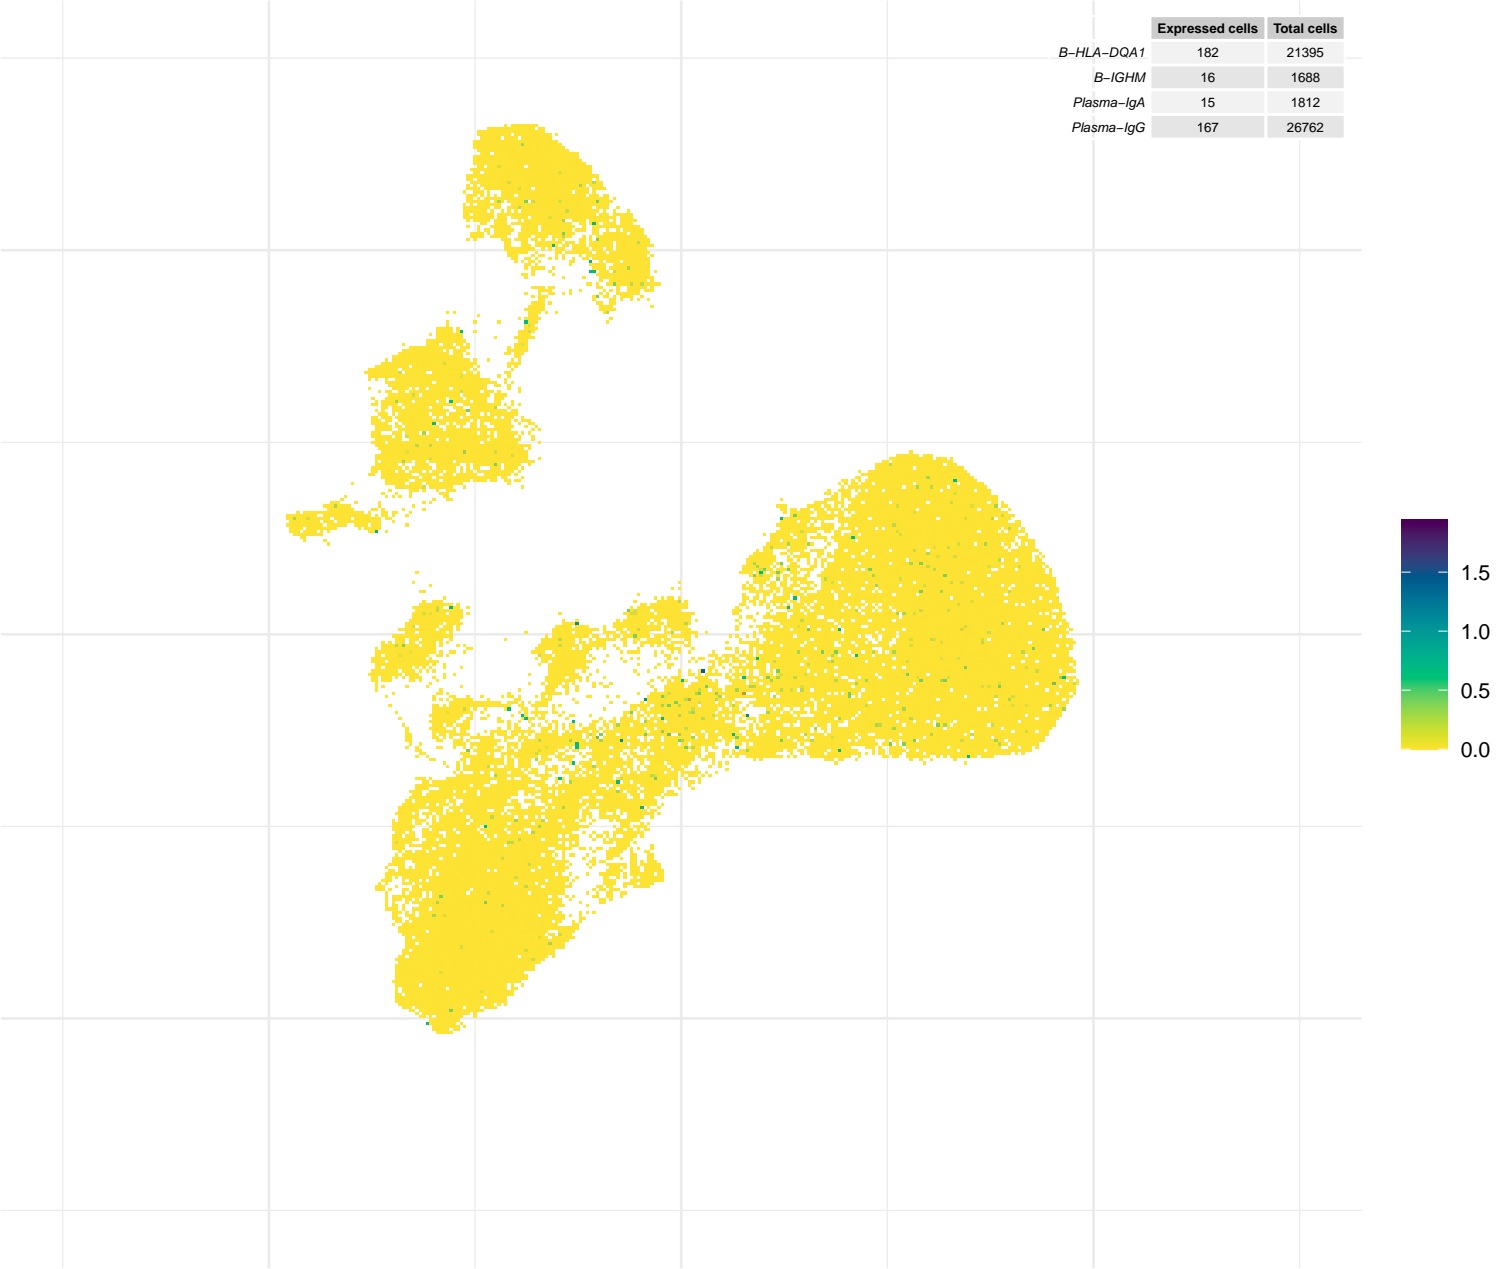 Expressed cells Total cells
B−HLA−DQA1 182 21395
B−IGHM 16 1688
Plasma−IgA 15 1812
Plasma−IgG 167 26762
1.5
1.0
0.5
0.0